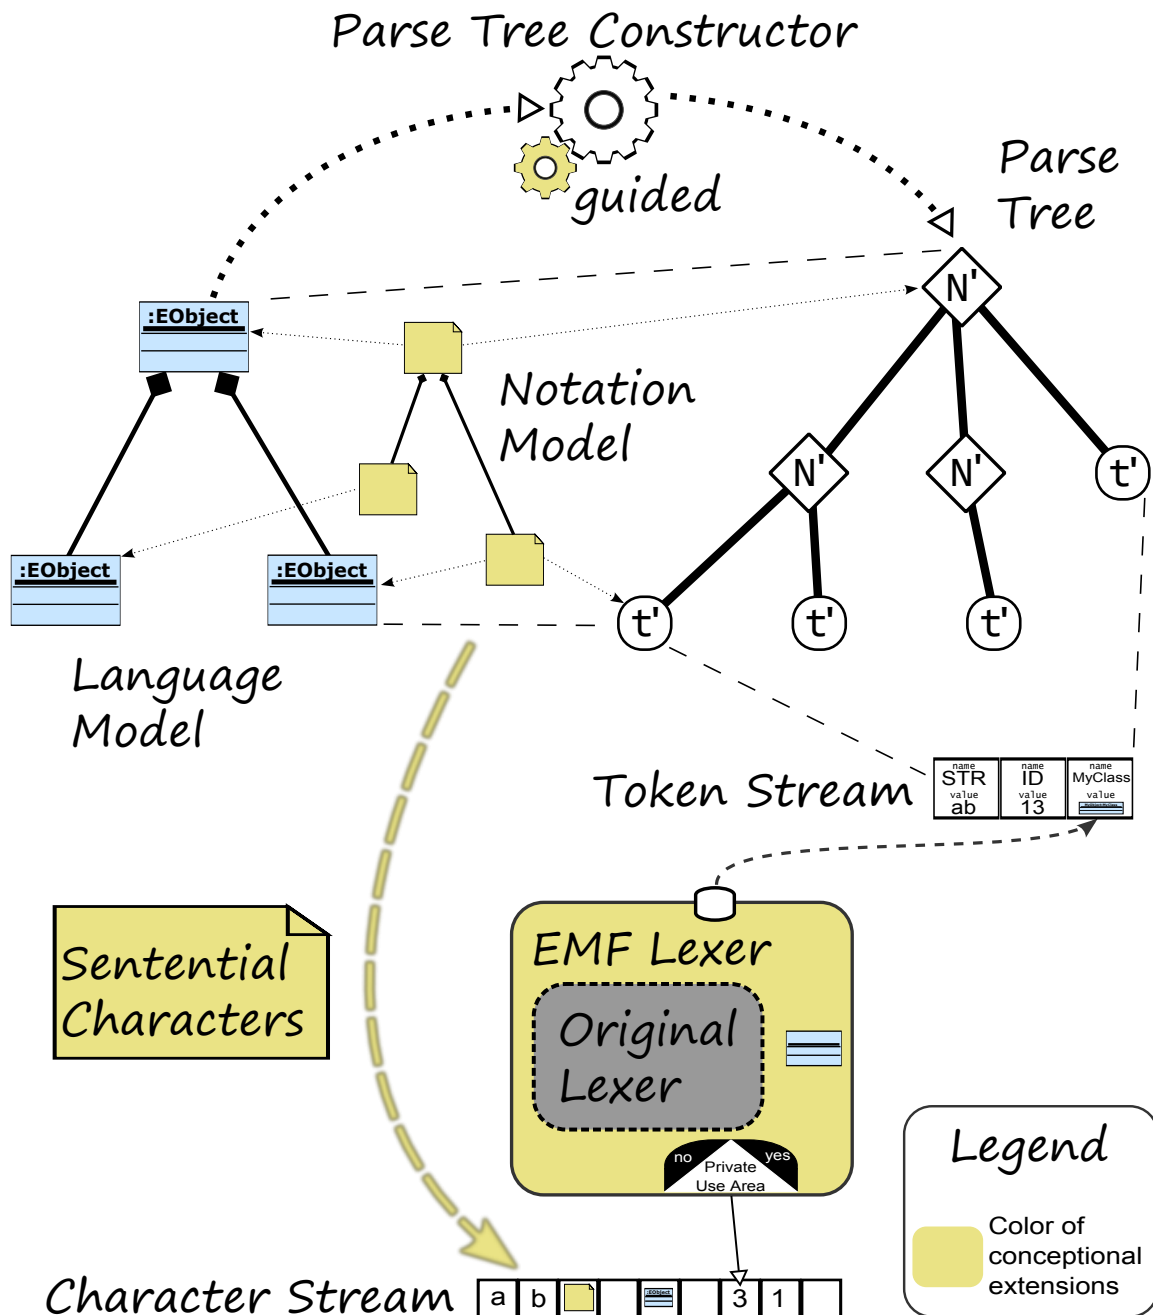 Parse Tree Constructor
guided
Parse
Tree
N'
:EObject
Notation
Model
N'
N'
t'
:EObject
:EObject
t'
t'
t'
Language
Model
Token Stream
name
STR
value
ab
name
ID
value
13
name
MyClass
value
EMF Lexer
Sentential
Characters
Original
Lexer
no
yes
Private
Use Area
Legend
Color of
conceptional
extensions
Character Stream
a b :EObject 3 1